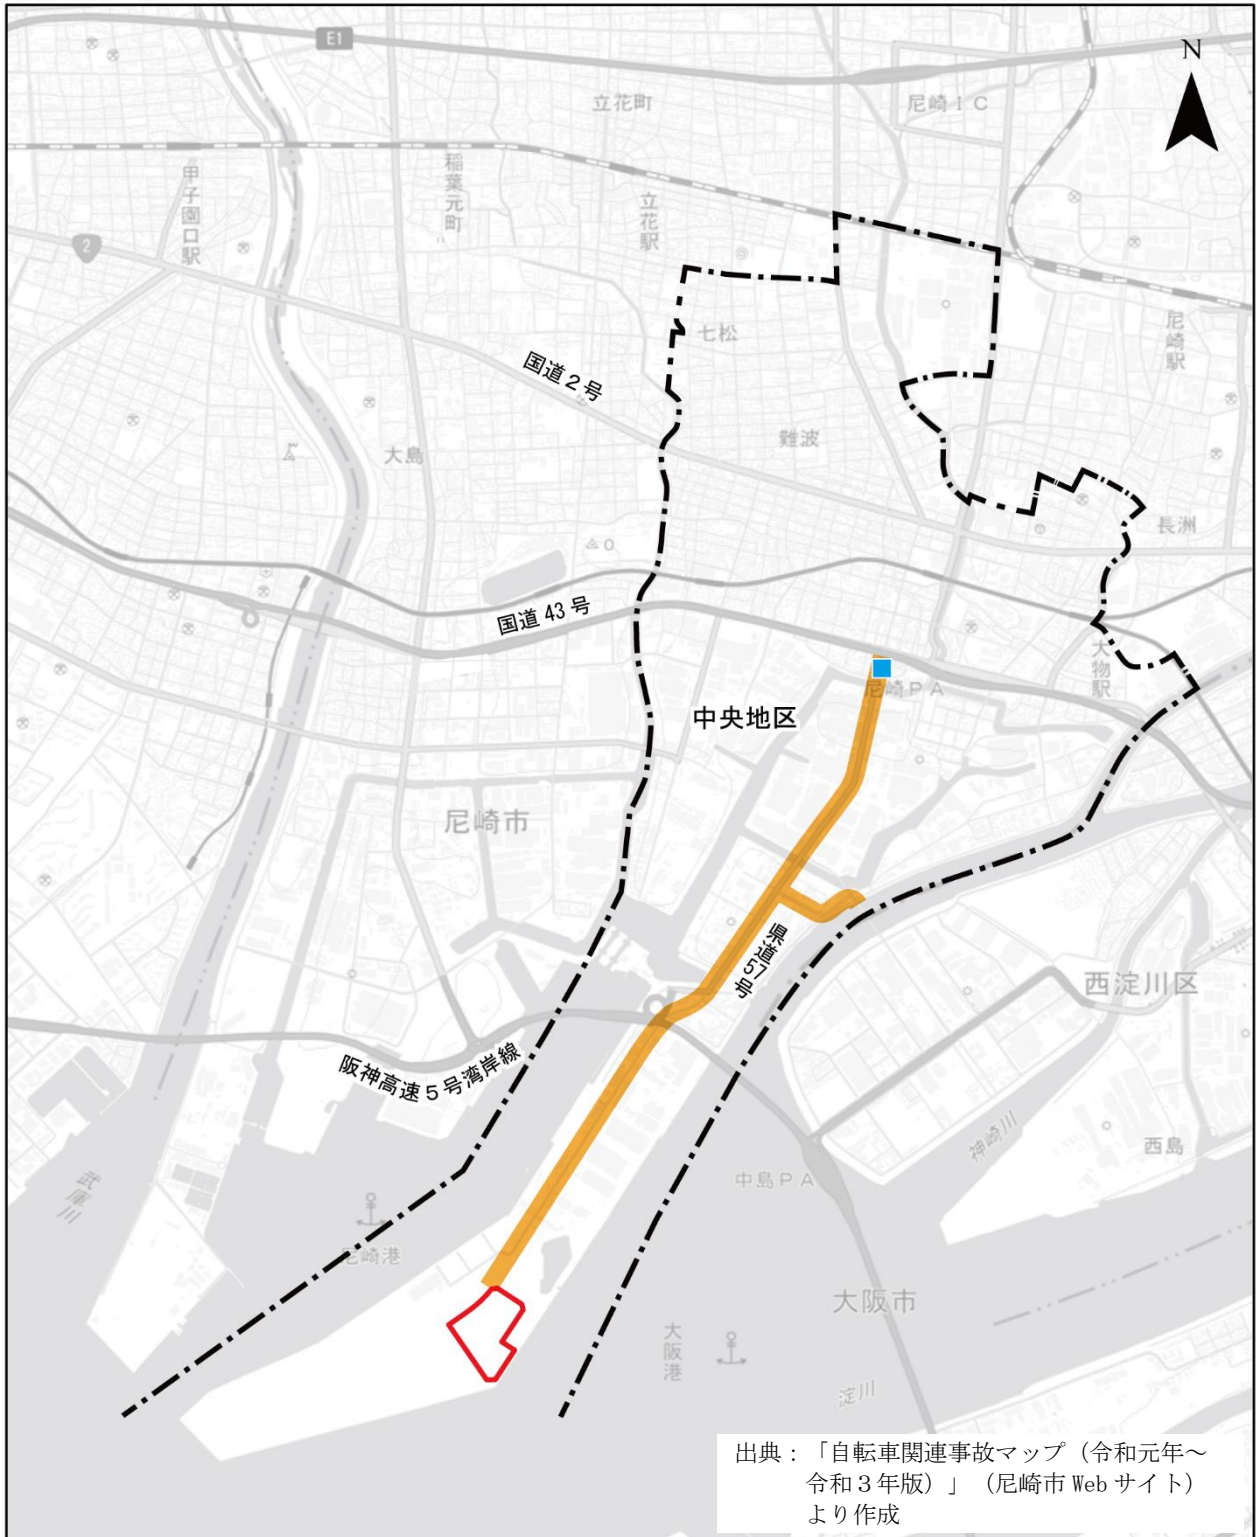 E1
N
立花町
尼崎ＩＣ
甲子園口駅
稲葉元町
立花駅
2
七松
尼崎駅
国道２号
難波
大島
長洲
国道43号
大物駅
尼崎ＰＡ
中央地区
尼崎市
県道57号
西淀川区
阪神高速５号湾岸線
神崎川
西島
中島ＰＡ
武庫川
尼崎港
大阪市
大阪港
淀川
出典：「自転車関連事故マップ（令和元年～
令和３年版）」（尼崎市 Web サイト）
より作成